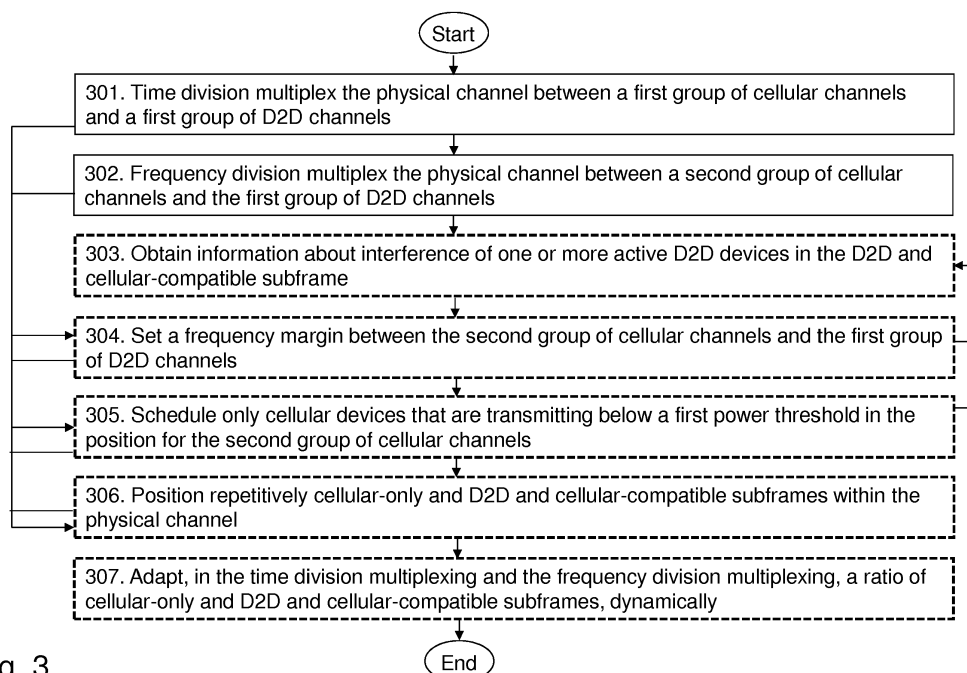 Start
301. Time division multiplex the physical channel between a first group of cellular channels
and a first group of D2D channels
302. Frequency division multiplex the physical channel between a second group of cellular
channels and the first group of D2D channels
303. Obtain information about interference of one or more active D2D devices in the D2D and
cellular-compatible subframe
304. Set a frequency margin between the second group of cellular channels and the first group
of D2D channels
305. Schedule only cellular devices that are transmitting below a first power threshold in the
position for the second group of cellular channels
306. Position repetitively cellular-only and D2D and cellular-compatible subframes within the
physical channel
307. Adapt, in the time division multiplexing and the frequency division multiplexing, a ratio of
cellular-only and D2D and cellular-compatible subframes, dynamically
End
g. 3